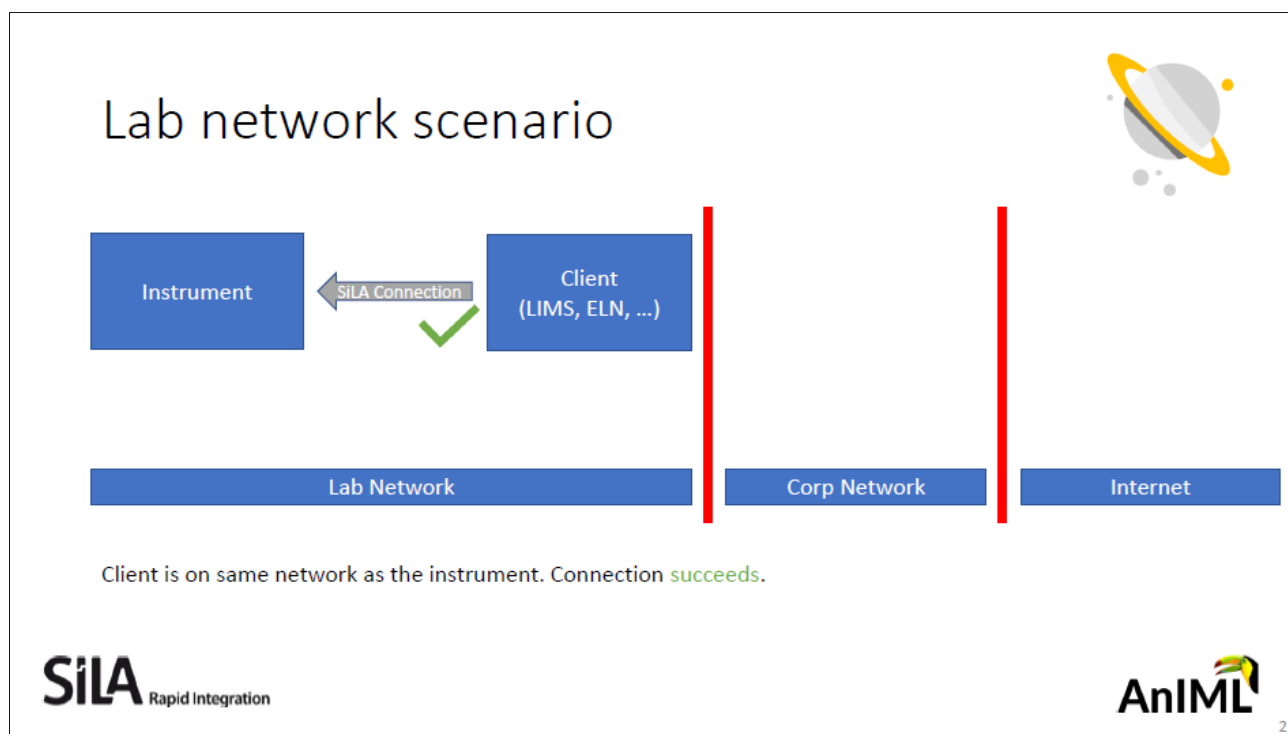 Lab network scenario
Instrument
SiLA Connection
Client
(LIMS, ELN, ...)
Lab Network
Corp Network
Internet
Client is on same network as the instrument. Connection succeeds.
SiLA Rapid Integration
AnIML
2